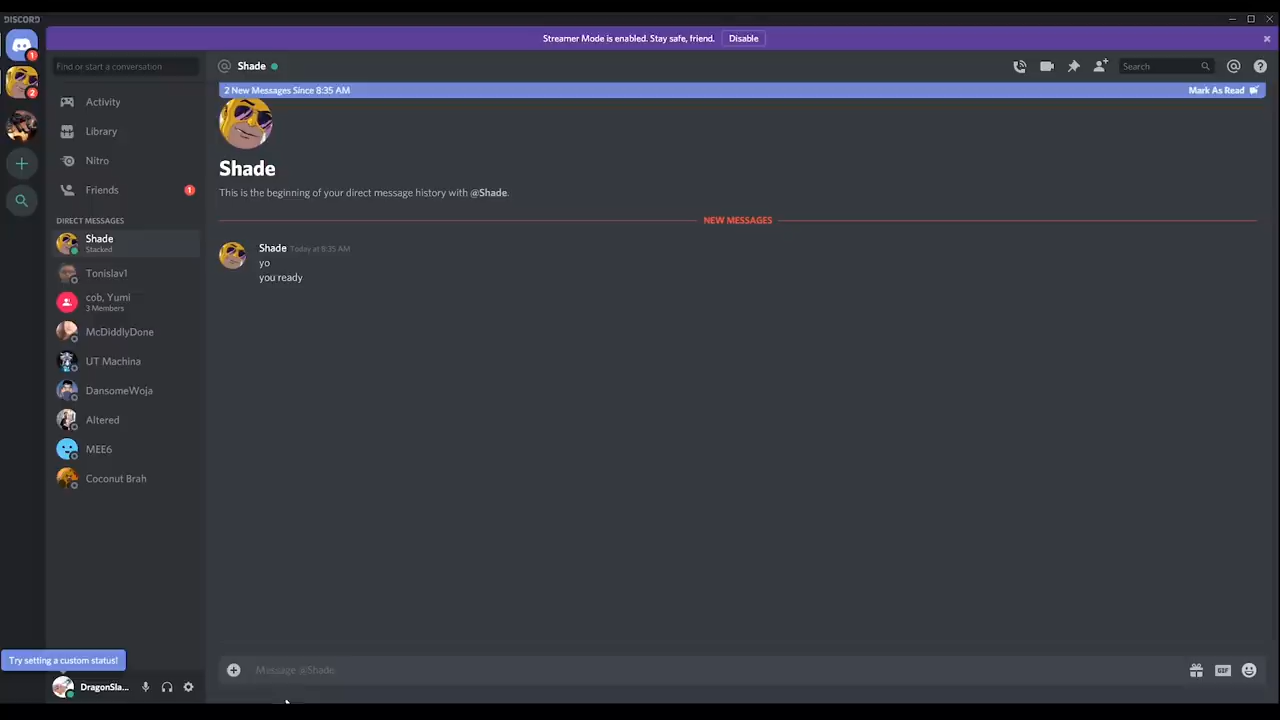 DISCORD
Streamer Mode is enabled. Stay safe, friend. Disable
1
2
Find or start a conversation
Activity
Library
Nitro
Friends 1
DIRECT MESSAGES
Shade
Stacked
Tonislav1
cob, Yumi
3 Members
McDiddlyDone
UT Machina
DansomeWoja
Altered
MEE6
Coconut Brah
Try setting a custom status!
DragonSla...
@ Shade
Search
@
?
2 New Messages Since 8:35 AM
Mark As Read
Shade
This is the beginning of your direct message history with @Shade.
NEW MESSAGES
Shade Today at 8:35 AM
yo
you ready
Message @Shade
GIF